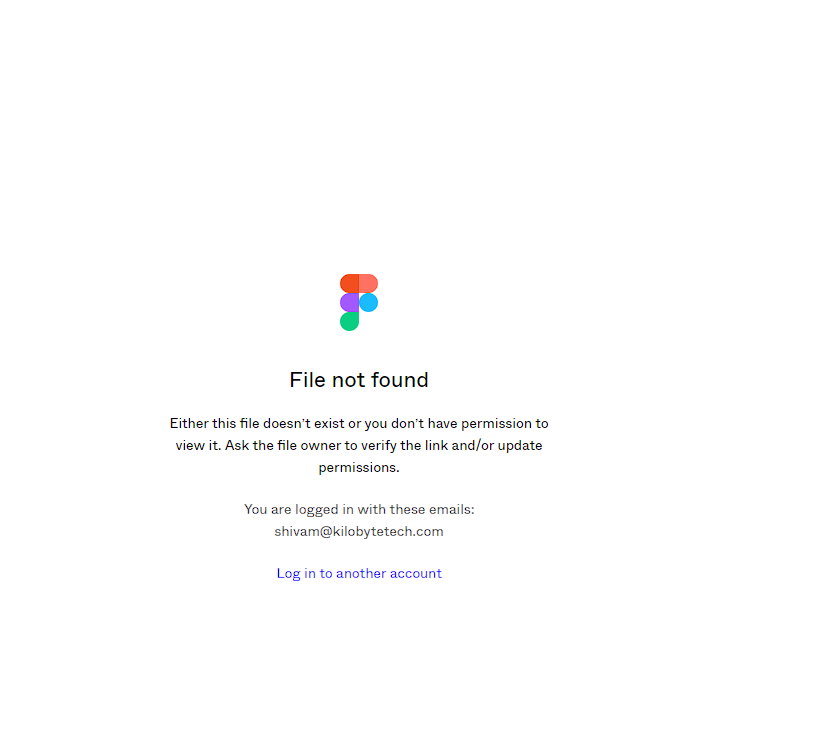 File not found
Either this file doesn't exist or you don't have permission to
view it. Ask the file owner to verify the link and/or update
permissions.
You are logged in with these emails:
shivam@kilobytetech.com
Log in to another account